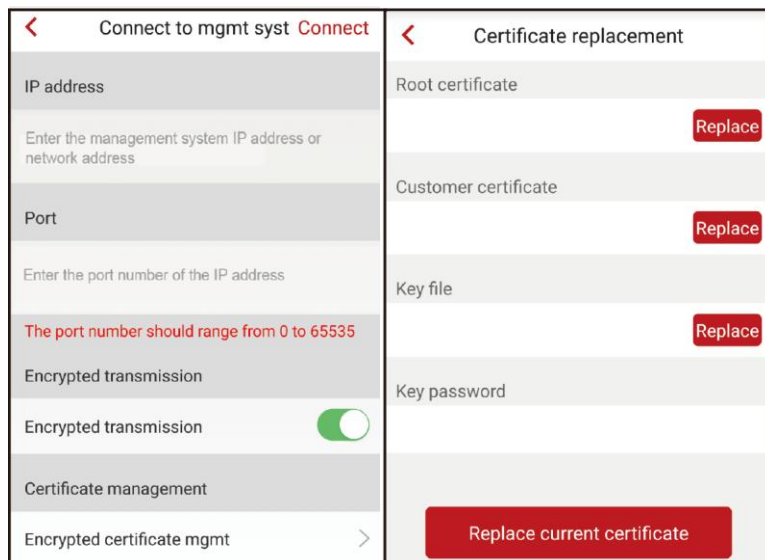 Connect to mgmt syst Connect
IP address
Enter the management system IP address or
network address
Port
Enter the port number of the IP address
The port number should range from 0 to 65535
Encrypted transmission
Encrypted transmission
Certificate management
Encrypted certificate mgmt
Certificate replacement
Root certificate
Replace
Customer certificate
Replace
Key file
Replace
Key password
Replace current certificate